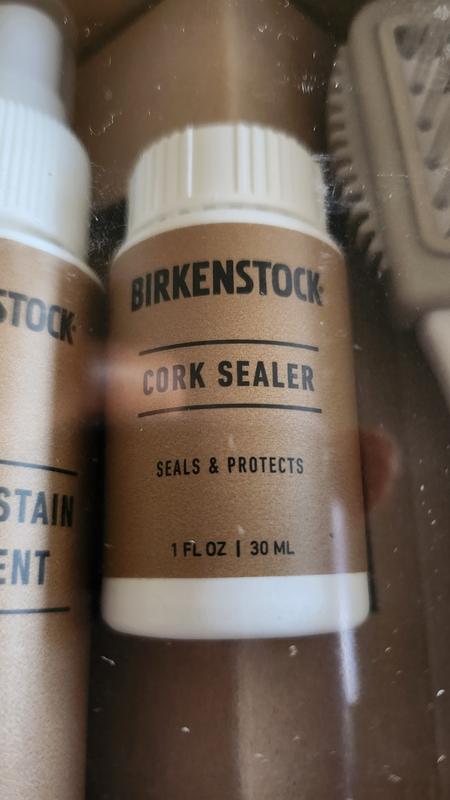 BIRKENSTOCK
CORK SEALER
SEALS & PROTECTS
1 FL OZ | 30 ML
STOCK
STAIN
ENT